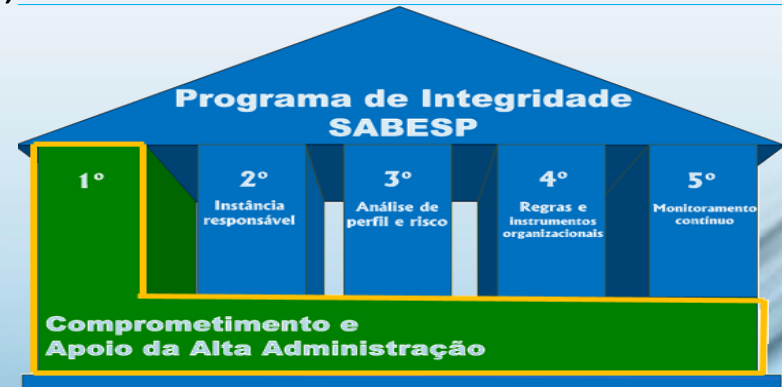 Programa de Integridade
SABESP
1º
2º
Instância
responsável
3º
Análise de
perfil e risco
4º
Regras e
instrumentos
organizacionais
5º
Monitoramento
contínuo
Comprometimento e
Apoio da Alta Administração